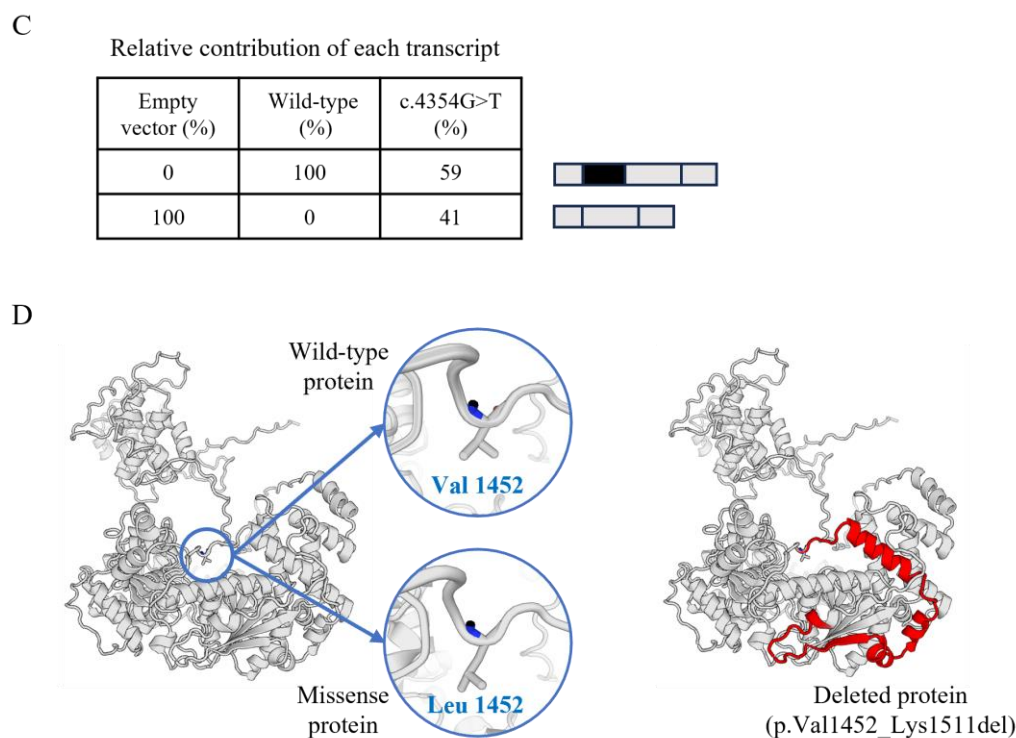 C
Relative contribution of each transcript
Empty vector (%) Wild-type (%) c.4354G>T (%)
0 100 59
100 0 41
D
Wild-type
protein
Val 1452
Leu 1452
Missense
protein
Deleted protein
(p.Val1452_Lys1511del)